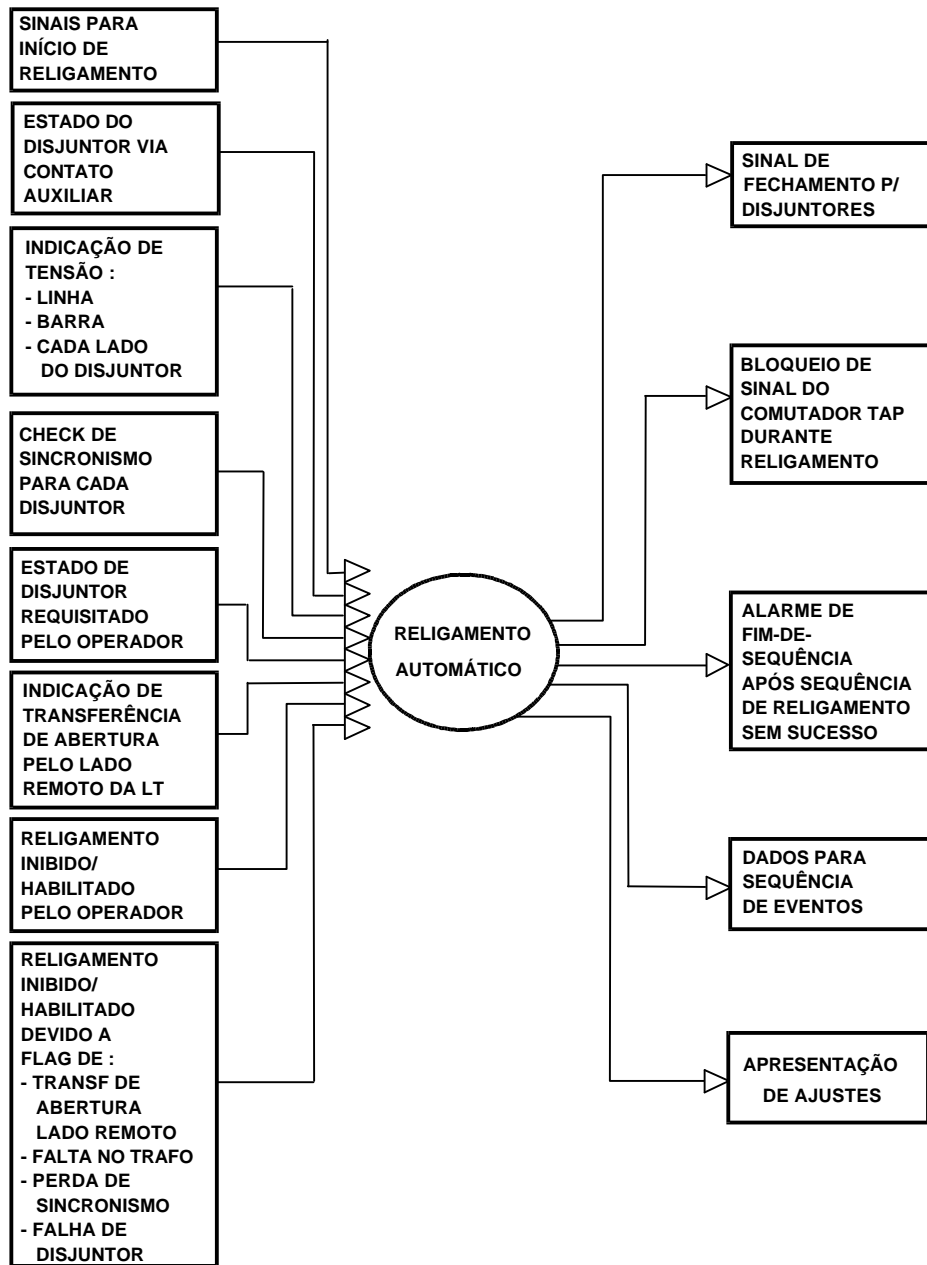 SINAIS PARA
INÍCIO DE
RELIGAMENTO
ESTADO DO
DISJUNTOR VIA
CONTATO
AUXILIAR
INDICAÇÃO DE
TENSÃO :
- LINHA
- BARRA
- CADA LADO
DO DISJUNTOR
CHECK DE
SINCRONISMO
PARA CADA
DISJUNTOR
ESTADO DE
DISJUNTOR
REQUISITADO
PELO OPERADOR
INDICAÇÃO DE
TRANSFERÊNCIA
DE ABERTURA
PELO LADO
REMOTO DA LT
RELIGAMENTO
INIBIDO/
HABILITADO
PELO OPERADOR
RELIGAMENTO
INIBIDO/
HABILITADO
DEVIDO A
FLAG DE :
- TRANSF DE
ABERTURA
LADO REMOTO
- FALTA NO TRAFO
- PERDA DE
SINCRONISMO
- FALHA DE
DISJUNTOR
RELIGAMENTO
AUTOMÁTICO
SINAL DE
FECHAMENTO P/
DISJUNTORES
BLOQUEIO DE
SINAL DO
COMUTADOR TAP
DURANTE
RELIGAMENTO
ALARME DE
FIM-DE-
SEQUÊNCIA
APÓS SEQUÊNCIA
DE RELIGAMENTO
SEM SUCESSO
DADOS PARA
SEQUÊNCIA
DE EVENTOS
APRESENTAÇÃO
DE AJUSTES